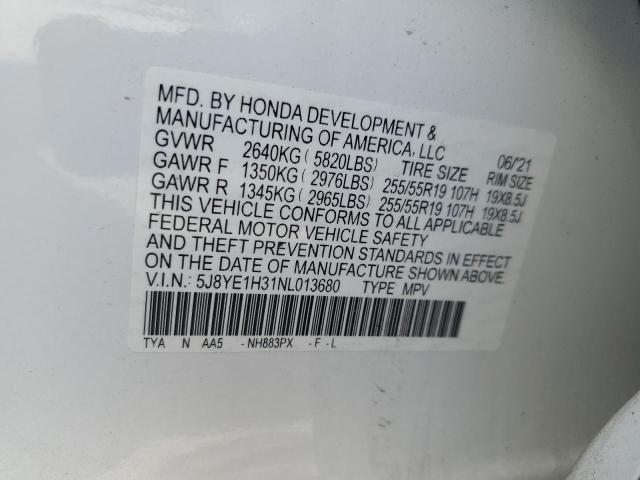 MFD. BY HONDA DEVELOPMENT &
MANUFACTURING OF AMERICA, LLC 06/'21
GVWR 2640KG ( 5820LBS) TIRE SIZE RIM SIZE
GAWR F 1350KG ( 2976LBS) 255/55R19 107H 19X8.5J
GAWR R 1345KG ( 2965LBS) 255/55R19 107H 19X8.5J
THIS VEHICLE CONFORMS TO ALL APPLICABLE
FEDERAL MOTOR VEHICLE SAFETY
AND THEFT PREVENTION STANDARDS IN EFFECT
ON THE DATE OF MANUFACTURE SHOWN ABOVE.
V.I.N.: 5J8YE1H31NL013680 TYPE MPV
TYA N AA5 -NH883PX -F-L